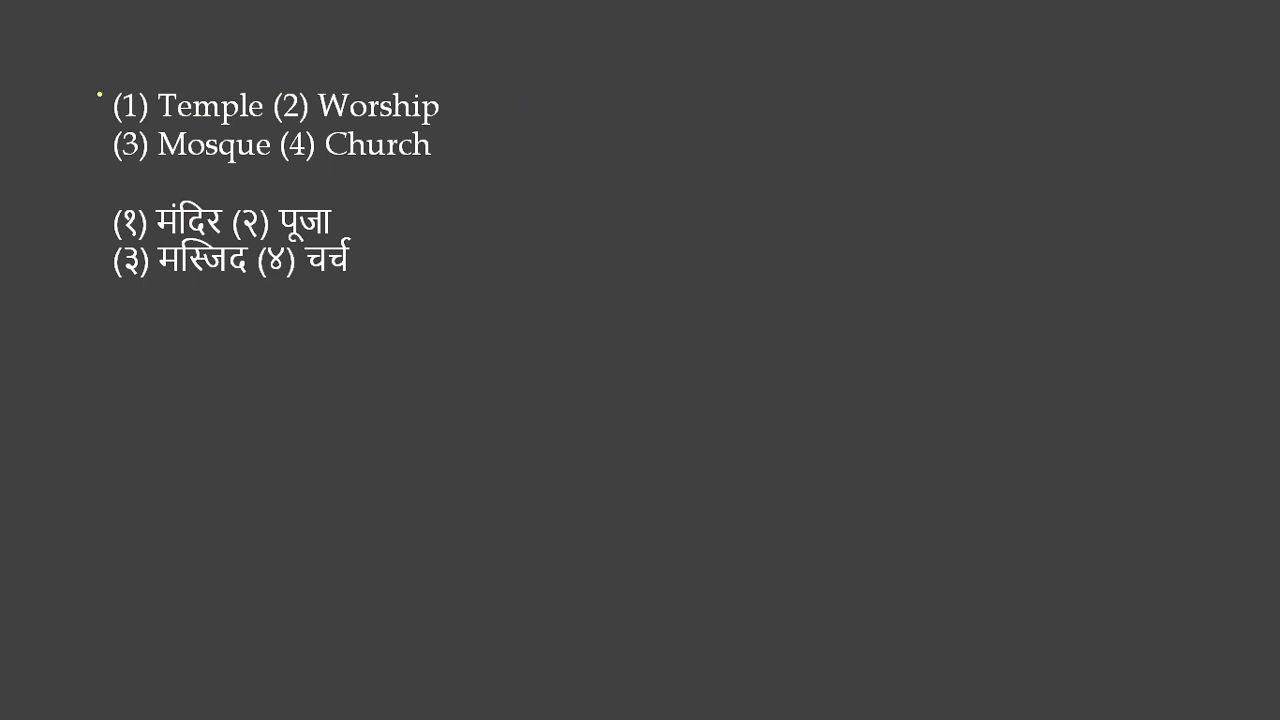 (1) Temple (2) Worship
(3) Mosque (4) Church
(१) मंदिर (२) पूजा
(३) मस्जिद (४) चर्च